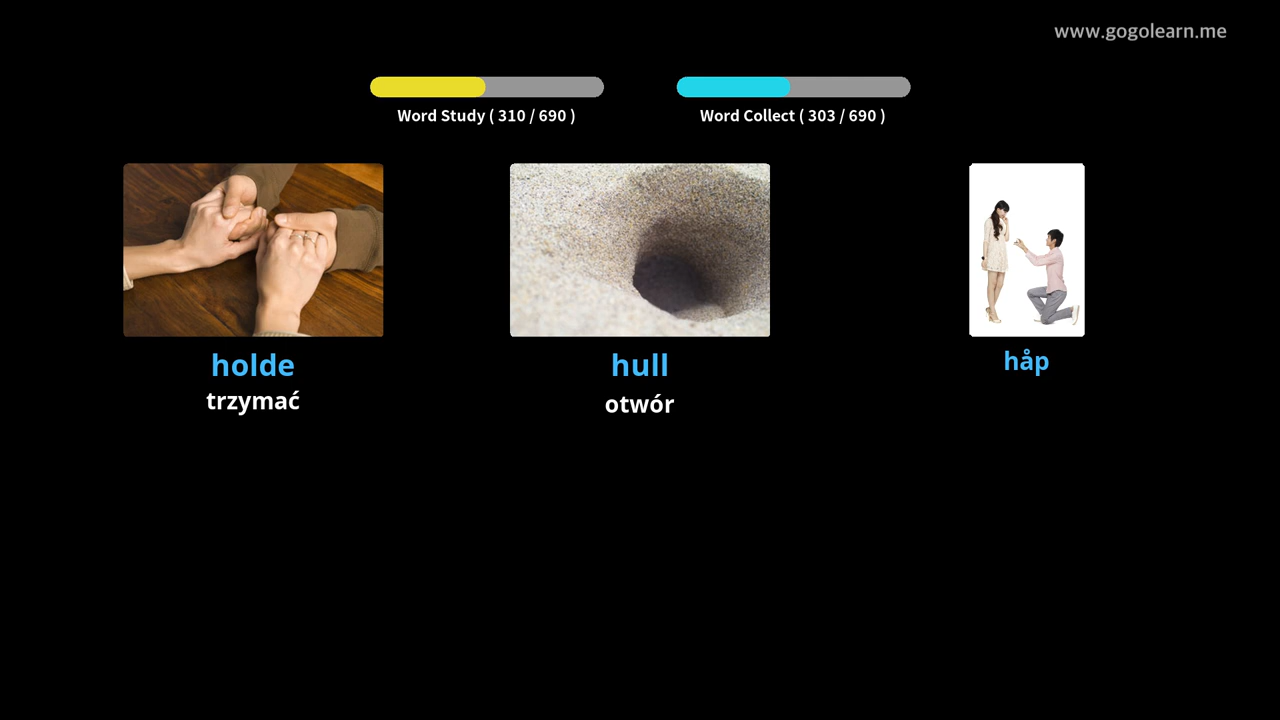 www.gogolearn.me
Word Study ( 310 / 690 )
Word Collect ( 303 / 690 )
holde
trzymać
hull
otwór
håp